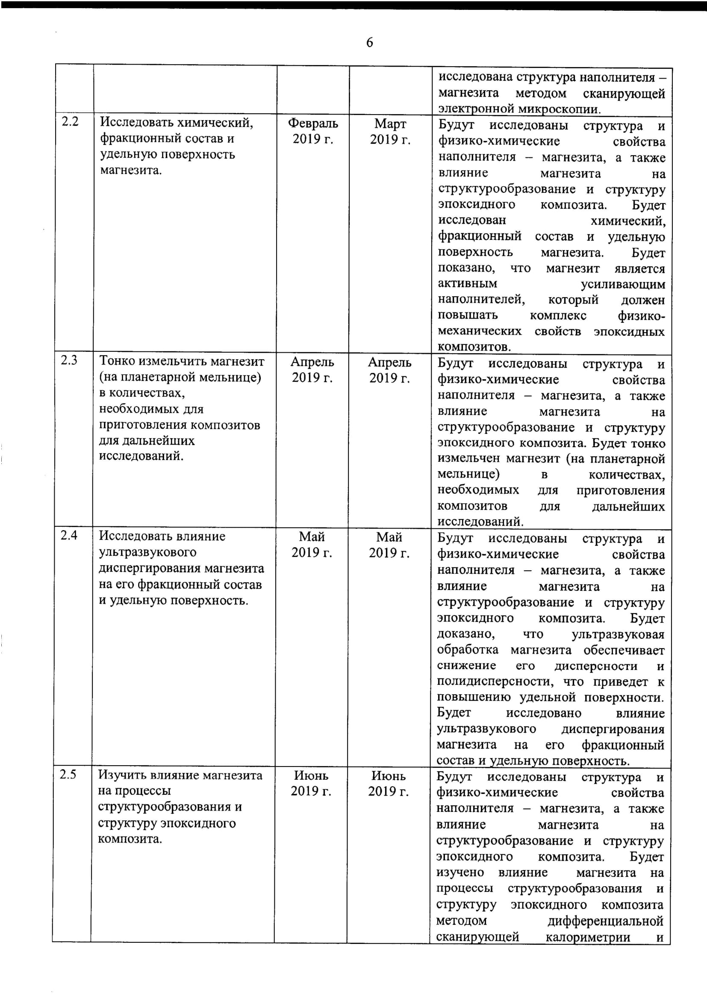 6
исследована структура наполнителя –
магнезита методом сканирующей
электронной микроскопии.
2.2
Исследовать химический,
фракционный состав и
удельную поверхность
магнезита.
Февраль
2019 г.
Март
2019 г.
Будут исследованы структура и
физико-химические свойства
наполнителя – магнезита, а также
влияние магнезита на
структурообразование и структуру
эпоксидного композита. Будет
исследован химический,
фракционный состав и удельную
поверхность магнезита. Будет
показано, что магнезит является
активным усиливающим
наполнителей, который должен
повышать комплекс физико-
механических свойств эпоксидных
композитов.
2.3
Тонко измельчить магнезит
(на планетарной мельнице)
в количествах,
необходимых для
приготовления композитов
для дальнейших
исследований.
Апрель
2019 г.
Апрель
2019 г.
Будут исследованы структура и
физико-химические свойства
наполнителя – магнезита, а также
влияние магнезита на
структурообразование и структуру
эпоксидного композита. Будет тонко
измельчен магнезит (на планетарной
мельнице) в количествах,
необходимых для приготовления
композитов для дальнейших
исследований.
2.4
Исследовать влияние
ультразвукового
диспергирования магнезита
на его фракционный состав
и удельную поверхность.
Май
2019 г.
Май
2019 г.
Будут исследованы структура и
физико-химические свойства
наполнителя – магнезита, а также
влияние магнезита на
структурообразование и структуру
эпоксидного композита. Будет
доказано, что ультразвуковая
обработка магнезита обеспечивает
снижение его дисперсности и
полидисперсности, что приведет к
повышению удельной поверхности.
Будет исследовано влияние
ультразвукового диспергирования
магнезита на его фракционный
состав и удельную поверхность.
2.5
Изучить влияние магнезита
на процессы
структурообразования и
структуру эпоксидного
композита.
Июнь
2019 г.
Июнь
2019 г.
Будут исследованы структура и
физико-химические свойства
наполнителя – магнезита, а также
влияние магнезита на
структурообразование и структуру
эпоксидного композита. Будет
изучено влияние магнезита на
процессы структурообразования и
структуру эпоксидного композита
методом дифференциальной
сканирующей калориметрии и